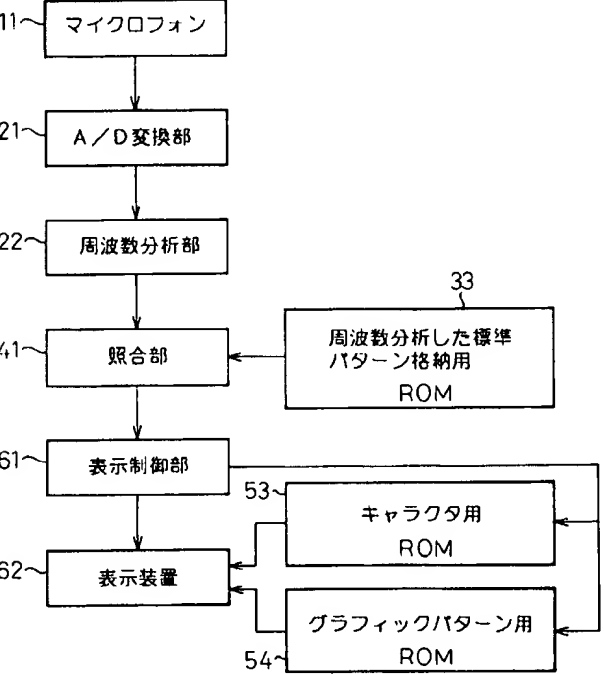 11
マイクロフォン
21
A／D変換部
22
周波数分析部
33
41
照合部
周波数分析した標準
パターン格納用
ROM
61
表示制御部
53
キャラクタ用
ROM
62
表示装置
グラフィックパターン用
ROM
54